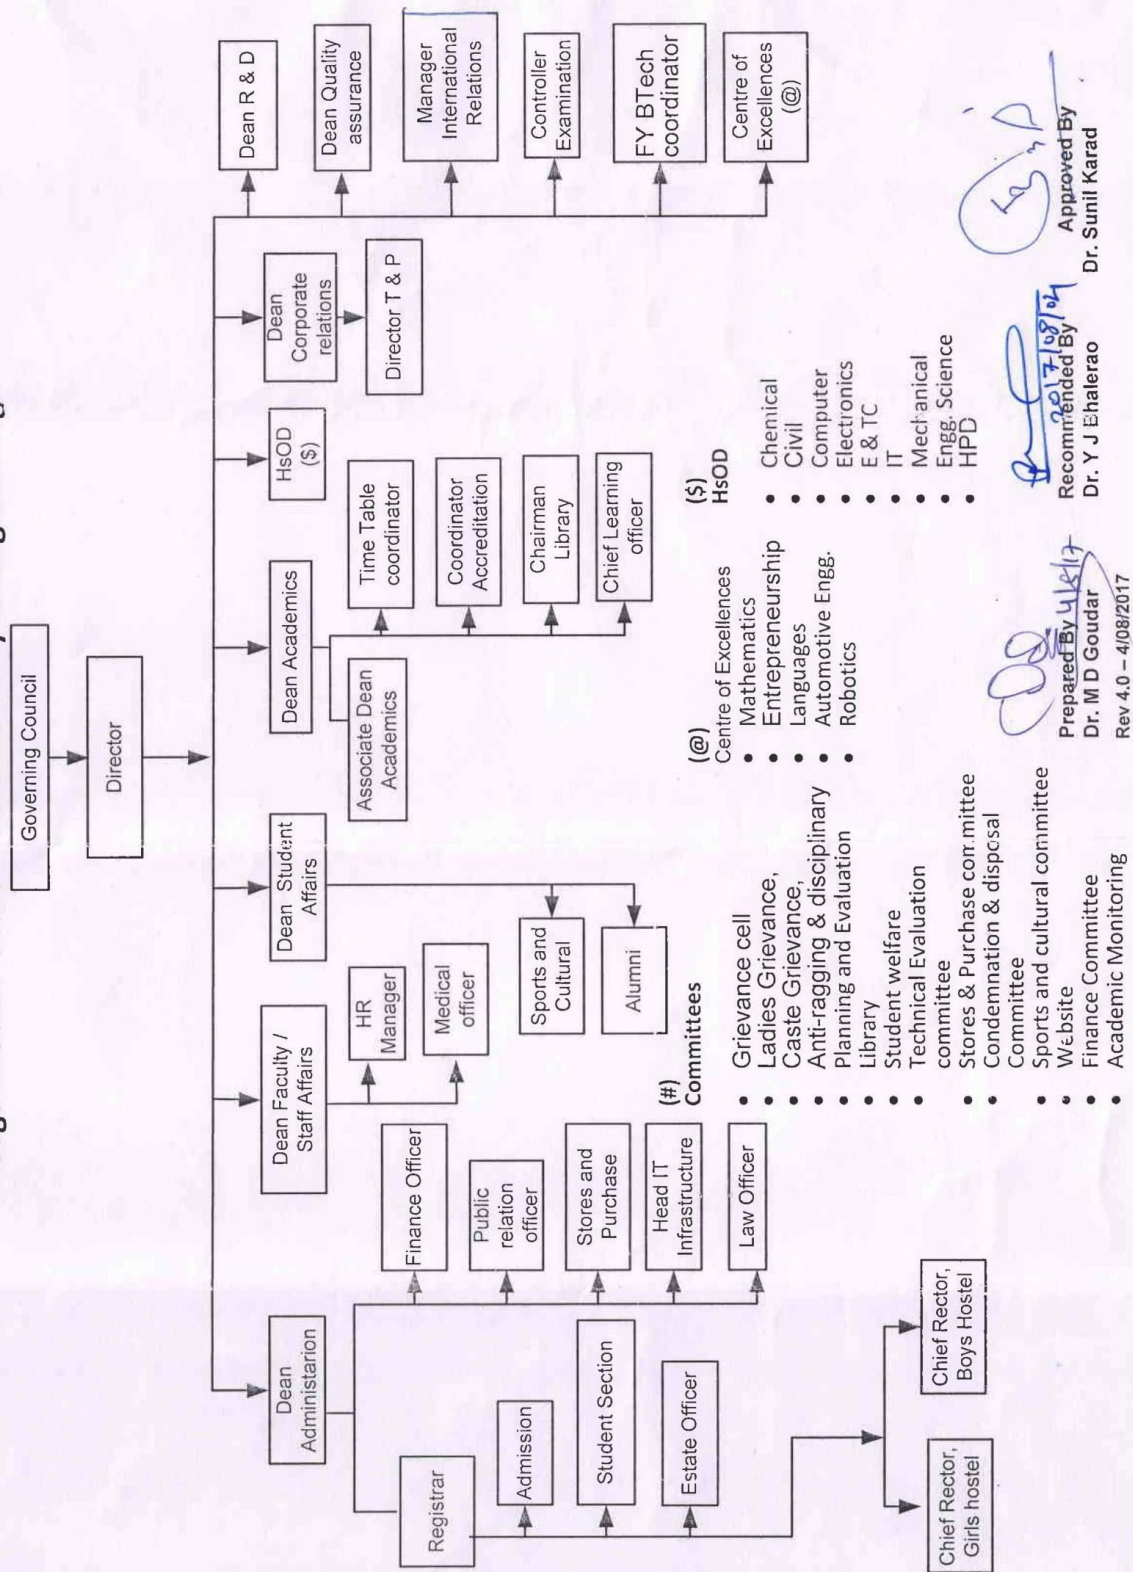 Governing Council
Director
Dean
Administarion
Dean Faculty /
Staff Affairs
Dean Student
Affairs
Dean Academics
HsOD
($)
Dean
Corporate
relations
Dean R & D
Dean Quality
assurance
Manager
International
Relations
Controller
Examination
FY BTech
coordinator
Centre of
Excellences
(@)
Registrar
Finance Officer
Public
relation
officer
Stores and
Purchase
Head IT
Infrastructure
Law Officer
Admission
Student Section
Estate Officer
Chief Rector,
Girls hostel
Chief Rector,
Boys Hostel
HR
Manager
Medical
officer
Sports and
Cultural
Alumni
Associate Dean
Academics
Time Table
coordinator
Coordinator
Accreditation
Chairman
Library
Chief Learning
officer
Director T & P
(#)
Committees
• Grievance cell
• Ladies Grievance,
• Caste Grievance,
• Anti-ragging & disciplinary
• Planning and Evaluation
• Library
• Student welfare
• Technical Evaluation
committee
• Stores & Purchase committee
• Condemnation & disposal
Committee
• Sports and cultural committee
• Website
• Finance Committee
• Academic Monitoring
(@)
Centre of Excellences
• Mathematics
• Entrepreneurship
• Languages
• Automotive Engg.
• Robotics
($)
HsOD
• Chemical
• Civil
• Computer
• Electronics
• E & TC
• IT
• Mechanical
• Engg. Science
• HPD
4/8/17
Prepared By
Dr. M D Goudar
Rev 4.0 – 4/08/2017
2017/08/04
Recommended By
Dr. Y J Bhalerao
Approved By
Dr. Sunil Karad